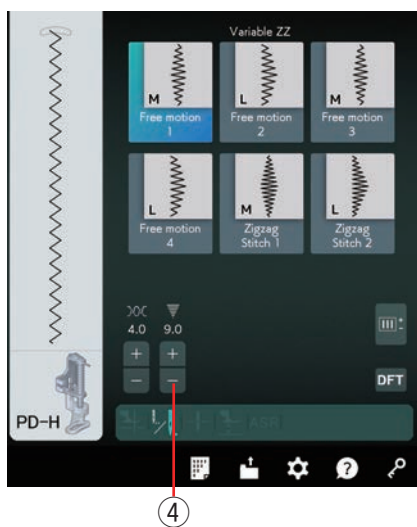 Variable ZZ
M
Free motion
1
L
Free motion
2
M
Free motion
3
L
Free motion
4
M
Zigzag
Stitch 1
L
Zigzag
Stitch 2
4.0 9.0
+ +
− −
DFT
PD-H
ASR
?
④